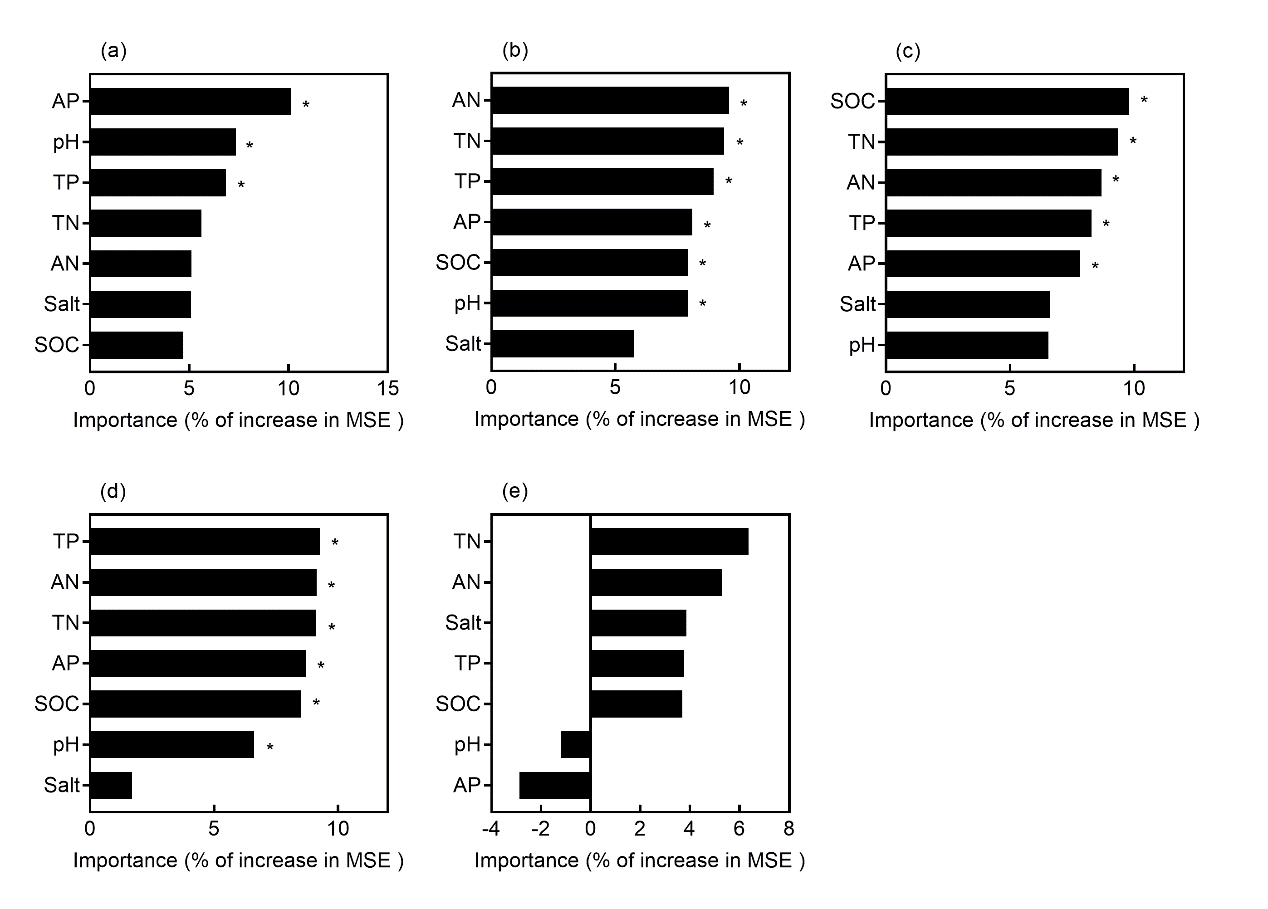 (a)
AP *
pH *
TP *
TN
AN
Salt
SOC
0 5 10 15
Importance (% of increase in MSE )
(b)
AN *
TN *
TP *
AP *
SOC *
pH *
Salt
0 5 10
Importance (% of increase in MSE )
(c)
SOC *
TN *
AN *
TP *
AP *
Salt
pH
0 5 10
Importance (% of increase in MSE )
(d)
TP *
AN *
TN *
AP *
SOC *
pH *
Salt
0 5 10
Importance (% of increase in MSE )
(e)
TN
AN
Salt
TP
SOC
pH
AP
-4 -2 0 2 4 6 8
Importance (% of increase in MSE )